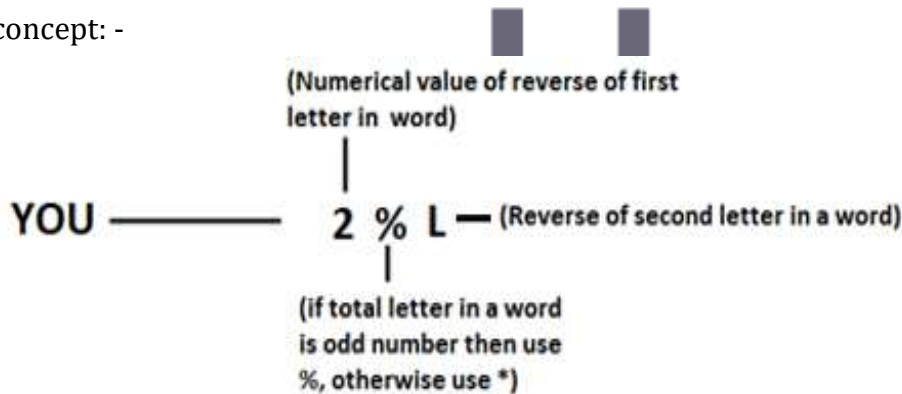 concept: -
(Numerical value of reverse of first
letter in word)
YOU 2 % L (Reverse of second letter in a word)
(if total letter in a word
is odd number then use
%, otherwise use *)